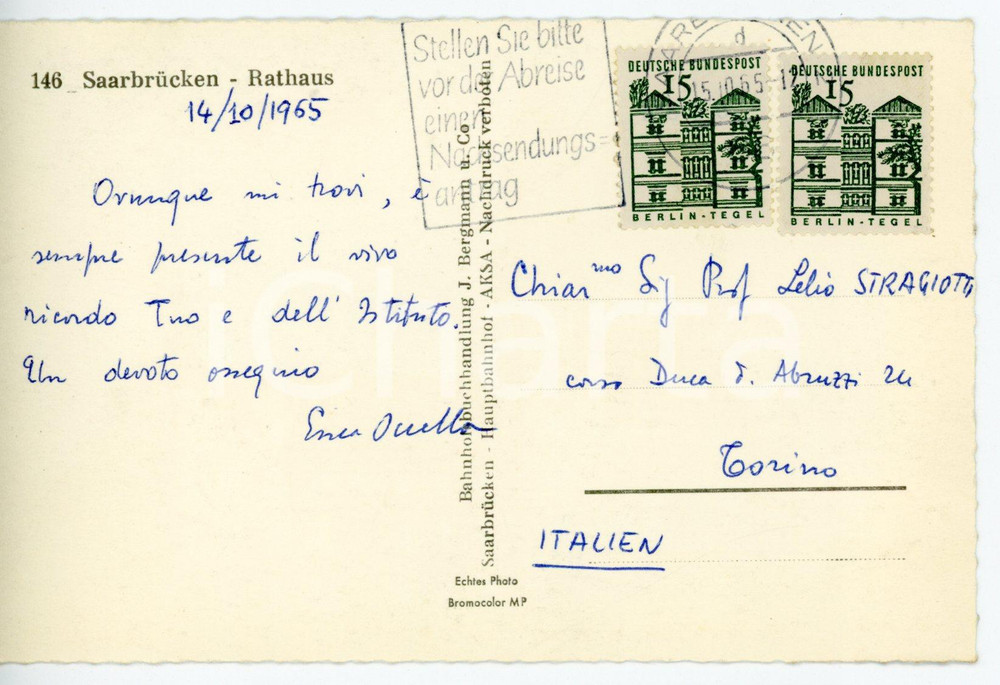 146 Saarbrücken - Rathaus
14/10/1965
Ovunque mi trovi, è
sempre presente il vivo
ricordo Tuo e dell' Istituto.
Un devoto ossequio
Bahnhofsbuchhandlung J. Bergmann u. Co.
Saarbrücken - Hauptbahnhof - AKSA - Nachdruck verboten
Echtes Photo
Bromocolor MP
Stellen Sie bitte
vor der Abreise
einen
Nachsendungs=
antrag
d
DEUTSCHE BUNDESPOST
15
BERLIN-TEGEL
DEUTSCHE BUNDESPOST
15
BERLIN-TEGEL
Chiar mo Sig Prof Lelio STRAGIOTTI
corso Duca d. Abruzzi 24
Torino
ITALIEN
iCharta